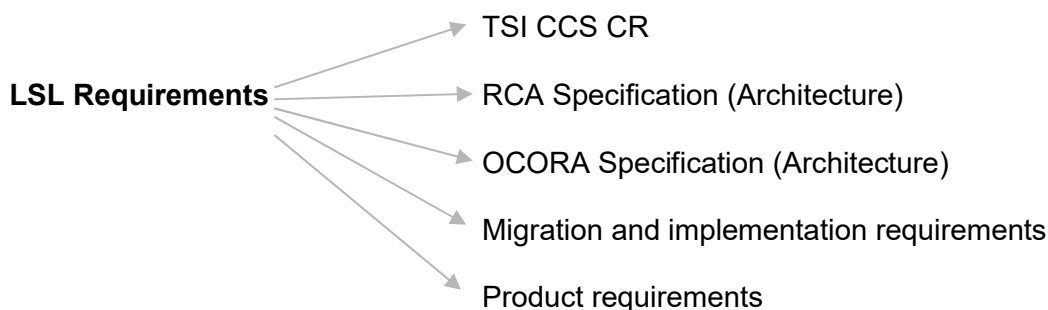 TSI CCS CR
LSL Requirements
RCA Specification (Architecture)
OCORA Specification (Architecture)
Migration and implementation requirements
Product requirements